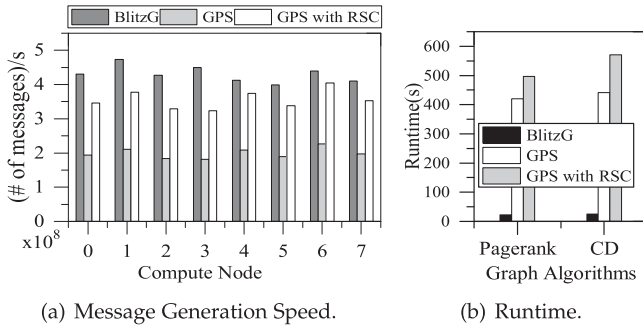 BlitzG GPS GPS with RSC
(# of messages)/s
5
4
3
2
1
0
x10⁸
0 1 2 3 4 5 6 7
Compute Node
(a) Message Generation Speed.
Runtime(s)
600
500
400
300
200
100
0
BlitzG
GPS
GPS with RSC
Pagerank CD
Graph Algorithms
(b) Runtime.